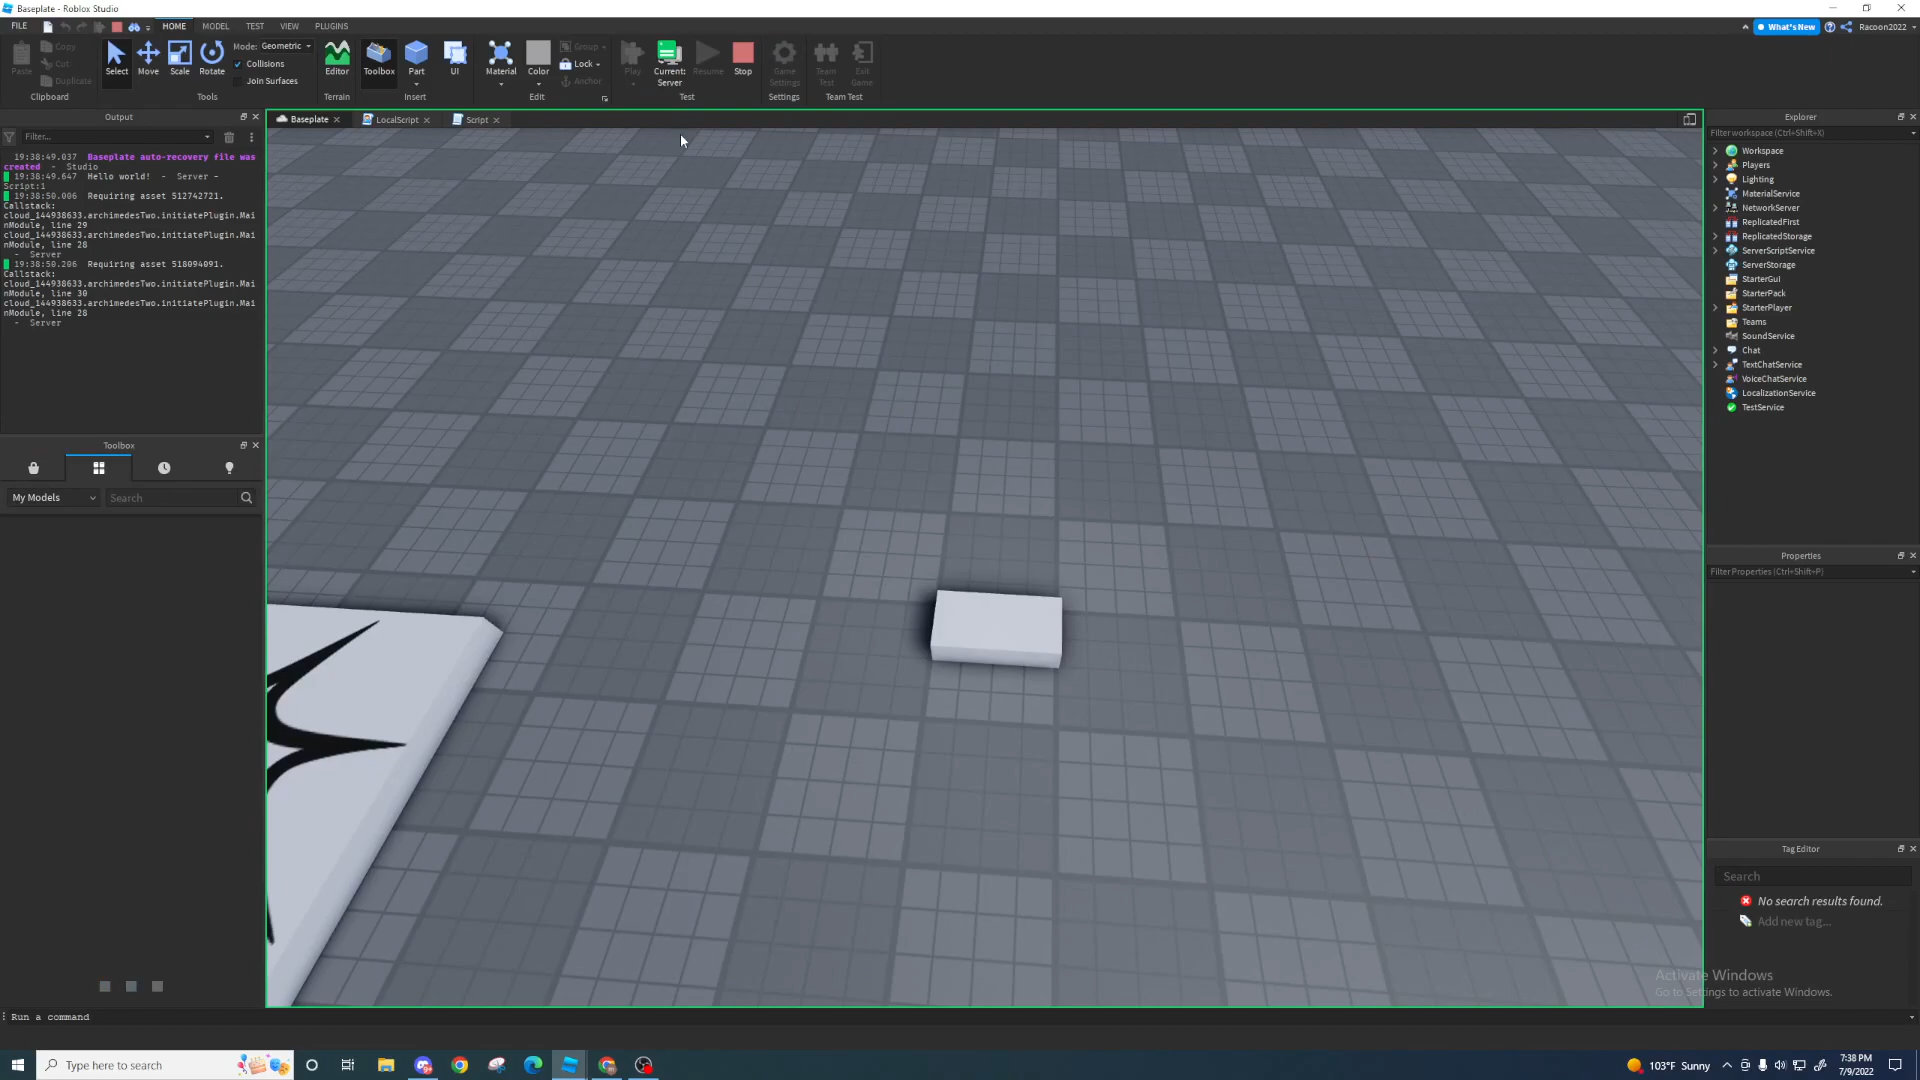 Baseplate - Roblox Studio
FILE HOME MODEL TEST VIEW PLUGINS
What's New Racoon2022
Paste Copy Cut Duplicate
Clipboard
Select Move Scale Rotate
Mode: Geometric
Collisions
Join Surfaces
Tools
Editor
Terrain
Toolbox Part UI
Insert
Material Color
Group
Lock
Anchor
Edit
Play Current: Server Resume Stop
Test
Game Settings
Settings
Team Test Exit Game
Team Test
Output
Filter...
19:38:49.037 Baseplate auto-recovery file was
created - Studio
19:38:49.647 Hello world! - Server -
Script:1
19:38:50.006 Requiring asset 512742721.
Callstack:
cloud_144938633.archimedesTwo.initiatePlugin.Mai
nModule, line 29
cloud_144938633.archimedesTwo.initiatePlugin.Mai
nModule, line 28
- Server
19:38:50.206 Requiring asset 518094091.
Callstack:
cloud_144938633.archimedesTwo.initiatePlugin.Mai
nModule, line 30
cloud_144938633.archimedesTwo.initiatePlugin.Mai
nModule, line 28
- Server
Toolbox
My Models Search
Baseplate LocalScript Script
Explorer
Filter workspace (Ctrl+Shift+X)
Workspace
Players
Lighting
MaterialService
NetworkServer
ReplicatedFirst
ReplicatedStorage
ServerScriptService
ServerStorage
StarterGui
StarterPack
StarterPlayer
Teams
SoundService
Chat
TextChatService
VoiceChatService
LocalizationService
TestService
Properties
Filter Properties (Ctrl+Shift+P)
Tag Editor
Search
No search results found.
Add new tag...
Activate Windows
Go to Settings to activate Windows.
Run a command
Type here to search
103°F Sunny
7:38 PM
7/9/2022